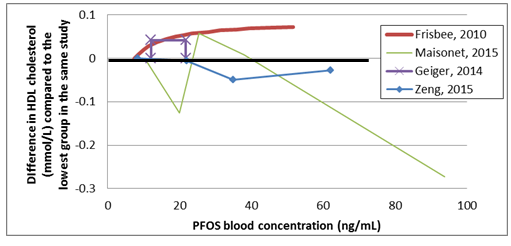 Difference in HDL cholesterol
(mmol/L) compared to the
lowest group in the same study
0.1
0
-0.1
-0.2
-0.3
0
20
40
60
80
100
PFOS blood concentration (ng/mL)
Frisbee, 2010
Maisonet, 2015
Geiger, 2014
Zeng, 2015